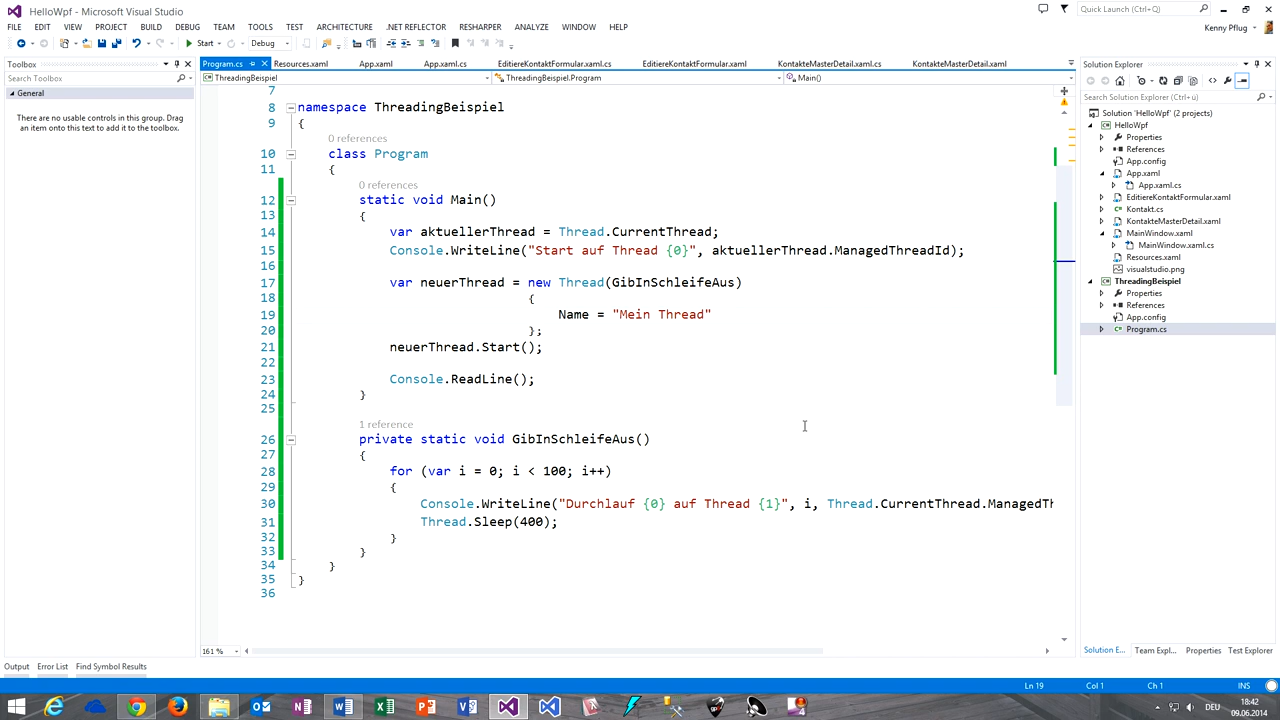 HelloWpf - Microsoft Visual Studio
Quick Launch (Ctrl+Q)
FILE EDIT VIEW PROJECT BUILD DEBUG TEAM TOOLS TEST ARCHITECTURE .NET REFLECTOR RESHARPER ANALYZE WINDOW HELP
Kenny Pflug
Start Debug
Toolbox
Search Toolbox
General
There are no usable controls in this group. Drag
an item onto this text to add it to the toolbox.
Program.cs Resources.xaml App.xaml App.xaml.cs EditiereKontaktFormular.xaml.cs EditiereKontaktFormular.xaml KontakteMasterDetail.xaml.cs KontakteMasterDetail.xaml
ThreadingBeispiel ThreadingBeispiel.Program Main()
7
8 namespace ThreadingBeispiel
9 {
0 references
10 class Program
11 {
0 references
12 static void Main()
13 {
14 var aktuellerThread = Thread.CurrentThread;
15 Console.WriteLine("Start auf Thread {0}", aktuellerThread.ManagedThreadId);
16
17 var neuerThread = new Thread(GibInSchleifeAus)
18 {
19 Name = "Mein Thread"
20 };
21 neuerThread.Start();
22
23 Console.ReadLine();
24 }
25
1 reference
26 private static void GibInSchleifeAus()
27 {
28 for (var i = 0; i < 100; i++)
29 {
30 Console.WriteLine("Durchlauf {0} auf Thread {1}", i, Thread.CurrentThread.ManagedTh
31 Thread.Sleep(400);
32 }
33 }
34 }
35 }
36
161 %
Solution Explorer
Search Solution Explorer (Ctrl+ü)
Solution 'HelloWpf' (2 projects)
HelloWpf
Properties
References
App.config
App.xaml
App.xaml.cs
EditiereKontaktFormular.xaml
Kontakt.cs
KontakteMasterDetail.xaml
MainWindow.xaml
MainWindow.xaml.cs
Resources.xaml
visualstudio.png
ThreadingBeispiel
Properties
References
App.config
Program.cs
Solution E... Team Expl... Properties Test Explorer
Output Error List Find Symbol Results
Ln 19 Col 1 Ch 1 INS
DEU
18:42
09.06.2014